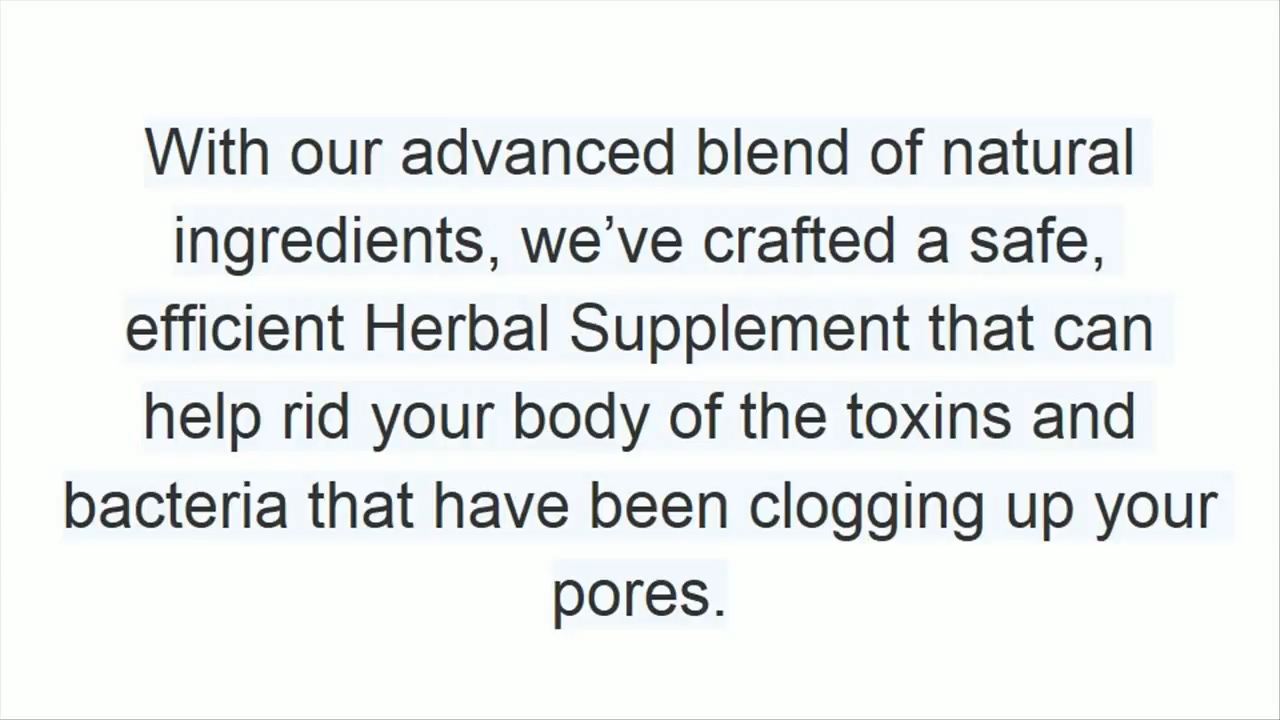 With our advanced blend of natural
ingredients, we’ve crafted a safe,
efficient Herbal Supplement that can
help rid your body of the toxins and
bacteria that have been clogging up your
pores.